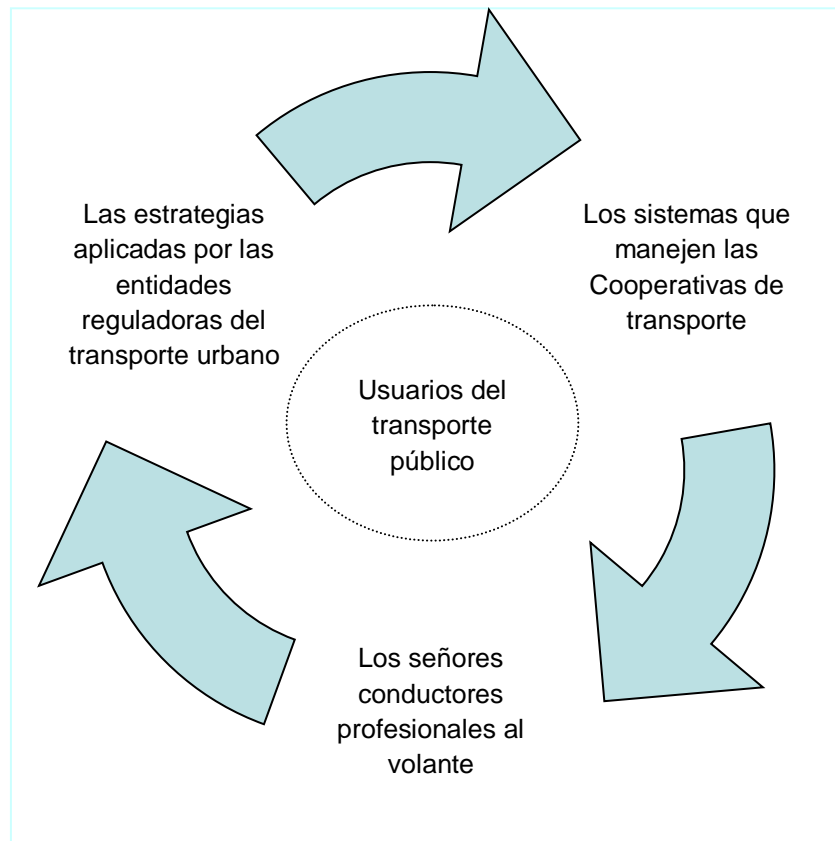 Las estrategias
aplicadas por las
entidades
reguladoras del
transporte urbano
Los sistemas que
manejen las
Cooperativas de
transporte
Usuarios del
transporte
público
Los señores
conductores
profesionales al
volante